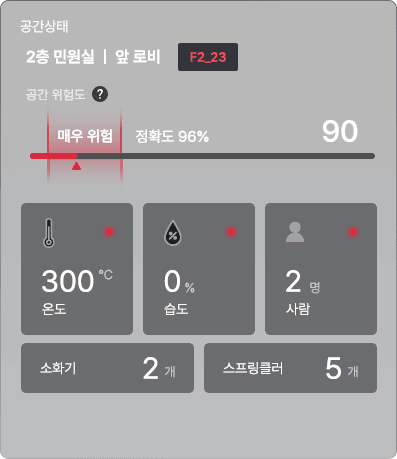 공간상태
2층 민원실 | 앞 로비 F2_23
공간 위험도 ?
매우 위험 정확도 96% 90
300 °C 0 % 2 명
온도 습도 사람
소화기 2 개 스프링클러 5 개